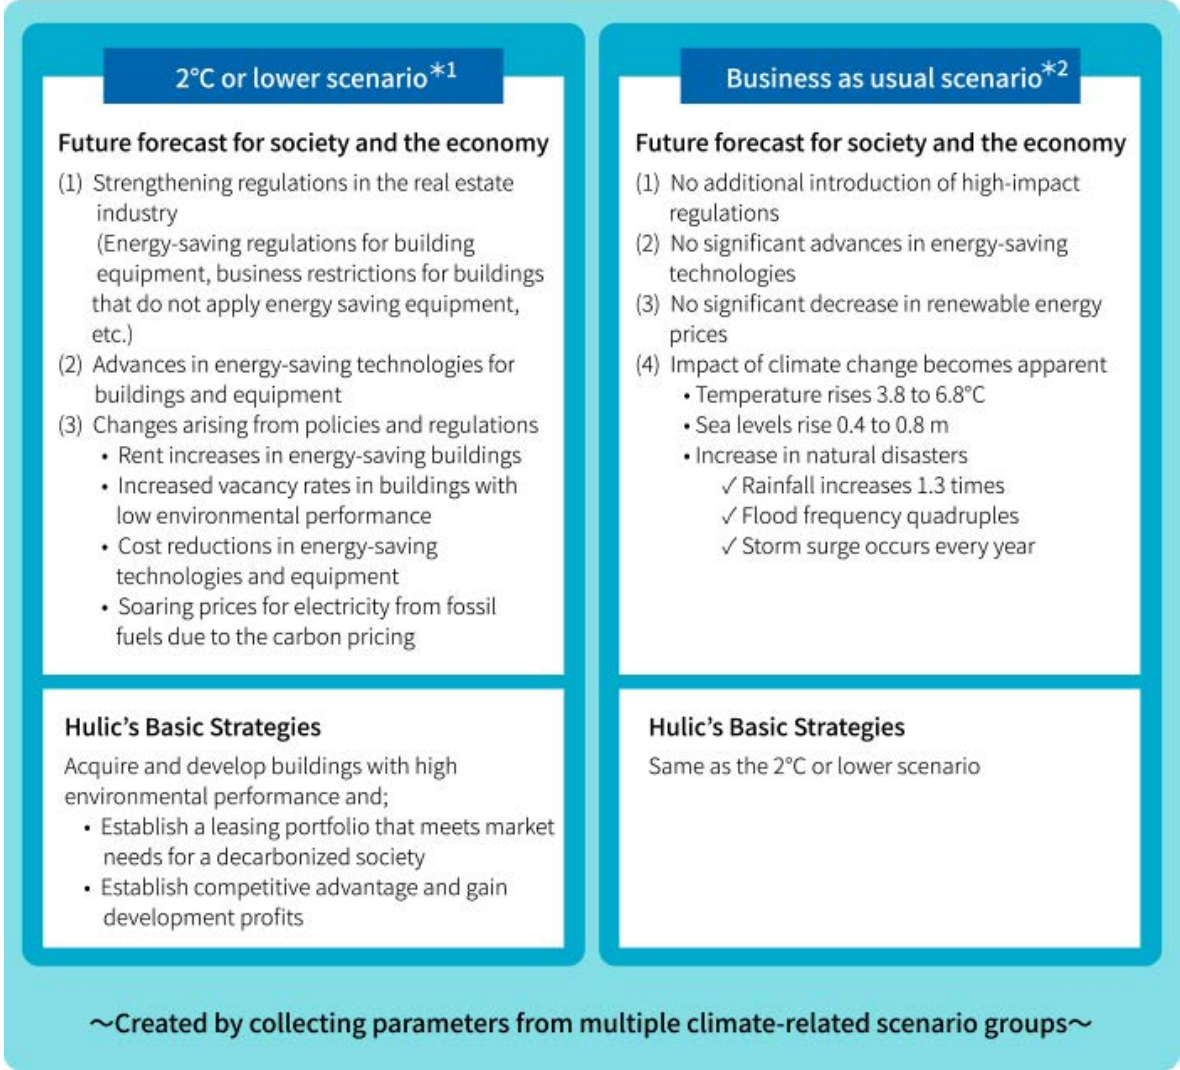 2°C or lower scenario*1
Future forecast for society and the economy
(1) Strengthening regulations in the real estate
industry
(Energy-saving regulations for building
equipment, business restrictions for buildings
that do not apply energy saving equipment,
etc.)
(2) Advances in energy-saving technologies for
buildings and equipment
(3) Changes arising from policies and regulations
• Rent increases in energy-saving buildings
• Increased vacancy rates in buildings with
low environmental performance
• Cost reductions in energy-saving
technologies and equipment
• Soaring prices for electricity from fossil
fuels due to the carbon pricing
Hulic’s Basic Strategies
Acquire and develop buildings with high
environmental performance and;
• Establish a leasing portfolio that meets market
needs for a decarbonized society
• Establish competitive advantage and gain
development profits
Business as usual scenario*2
Future forecast for society and the economy
(1) No additional introduction of high-impact
regulations
(2) No significant advances in energy-saving
technologies
(3) No significant decrease in renewable energy
prices
(4) Impact of climate change becomes apparent
• Temperature rises 3.8 to 6.8°C
• Sea levels rise 0.4 to 0.8 m
• Increase in natural disasters
✓ Rainfall increases 1.3 times
✓ Flood frequency quadruples
✓ Storm surge occurs every year
Hulic’s Basic Strategies
Same as the 2°C or lower scenario
～Created by collecting parameters from multiple climate-related scenario groups～